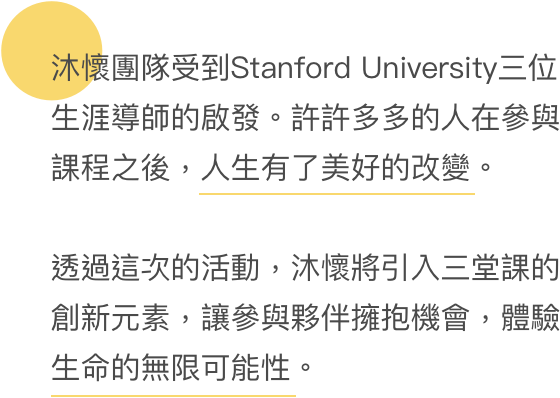 沐懷團隊受到Stanford University三位
生涯導師的啟發。許許多多的人在參與
課程之後，人生有了美好的改變。
透過這次的活動，沐懷將引入三堂課的
創新元素，讓參與夥伴擁抱機會，體驗
生命的無限可能性。